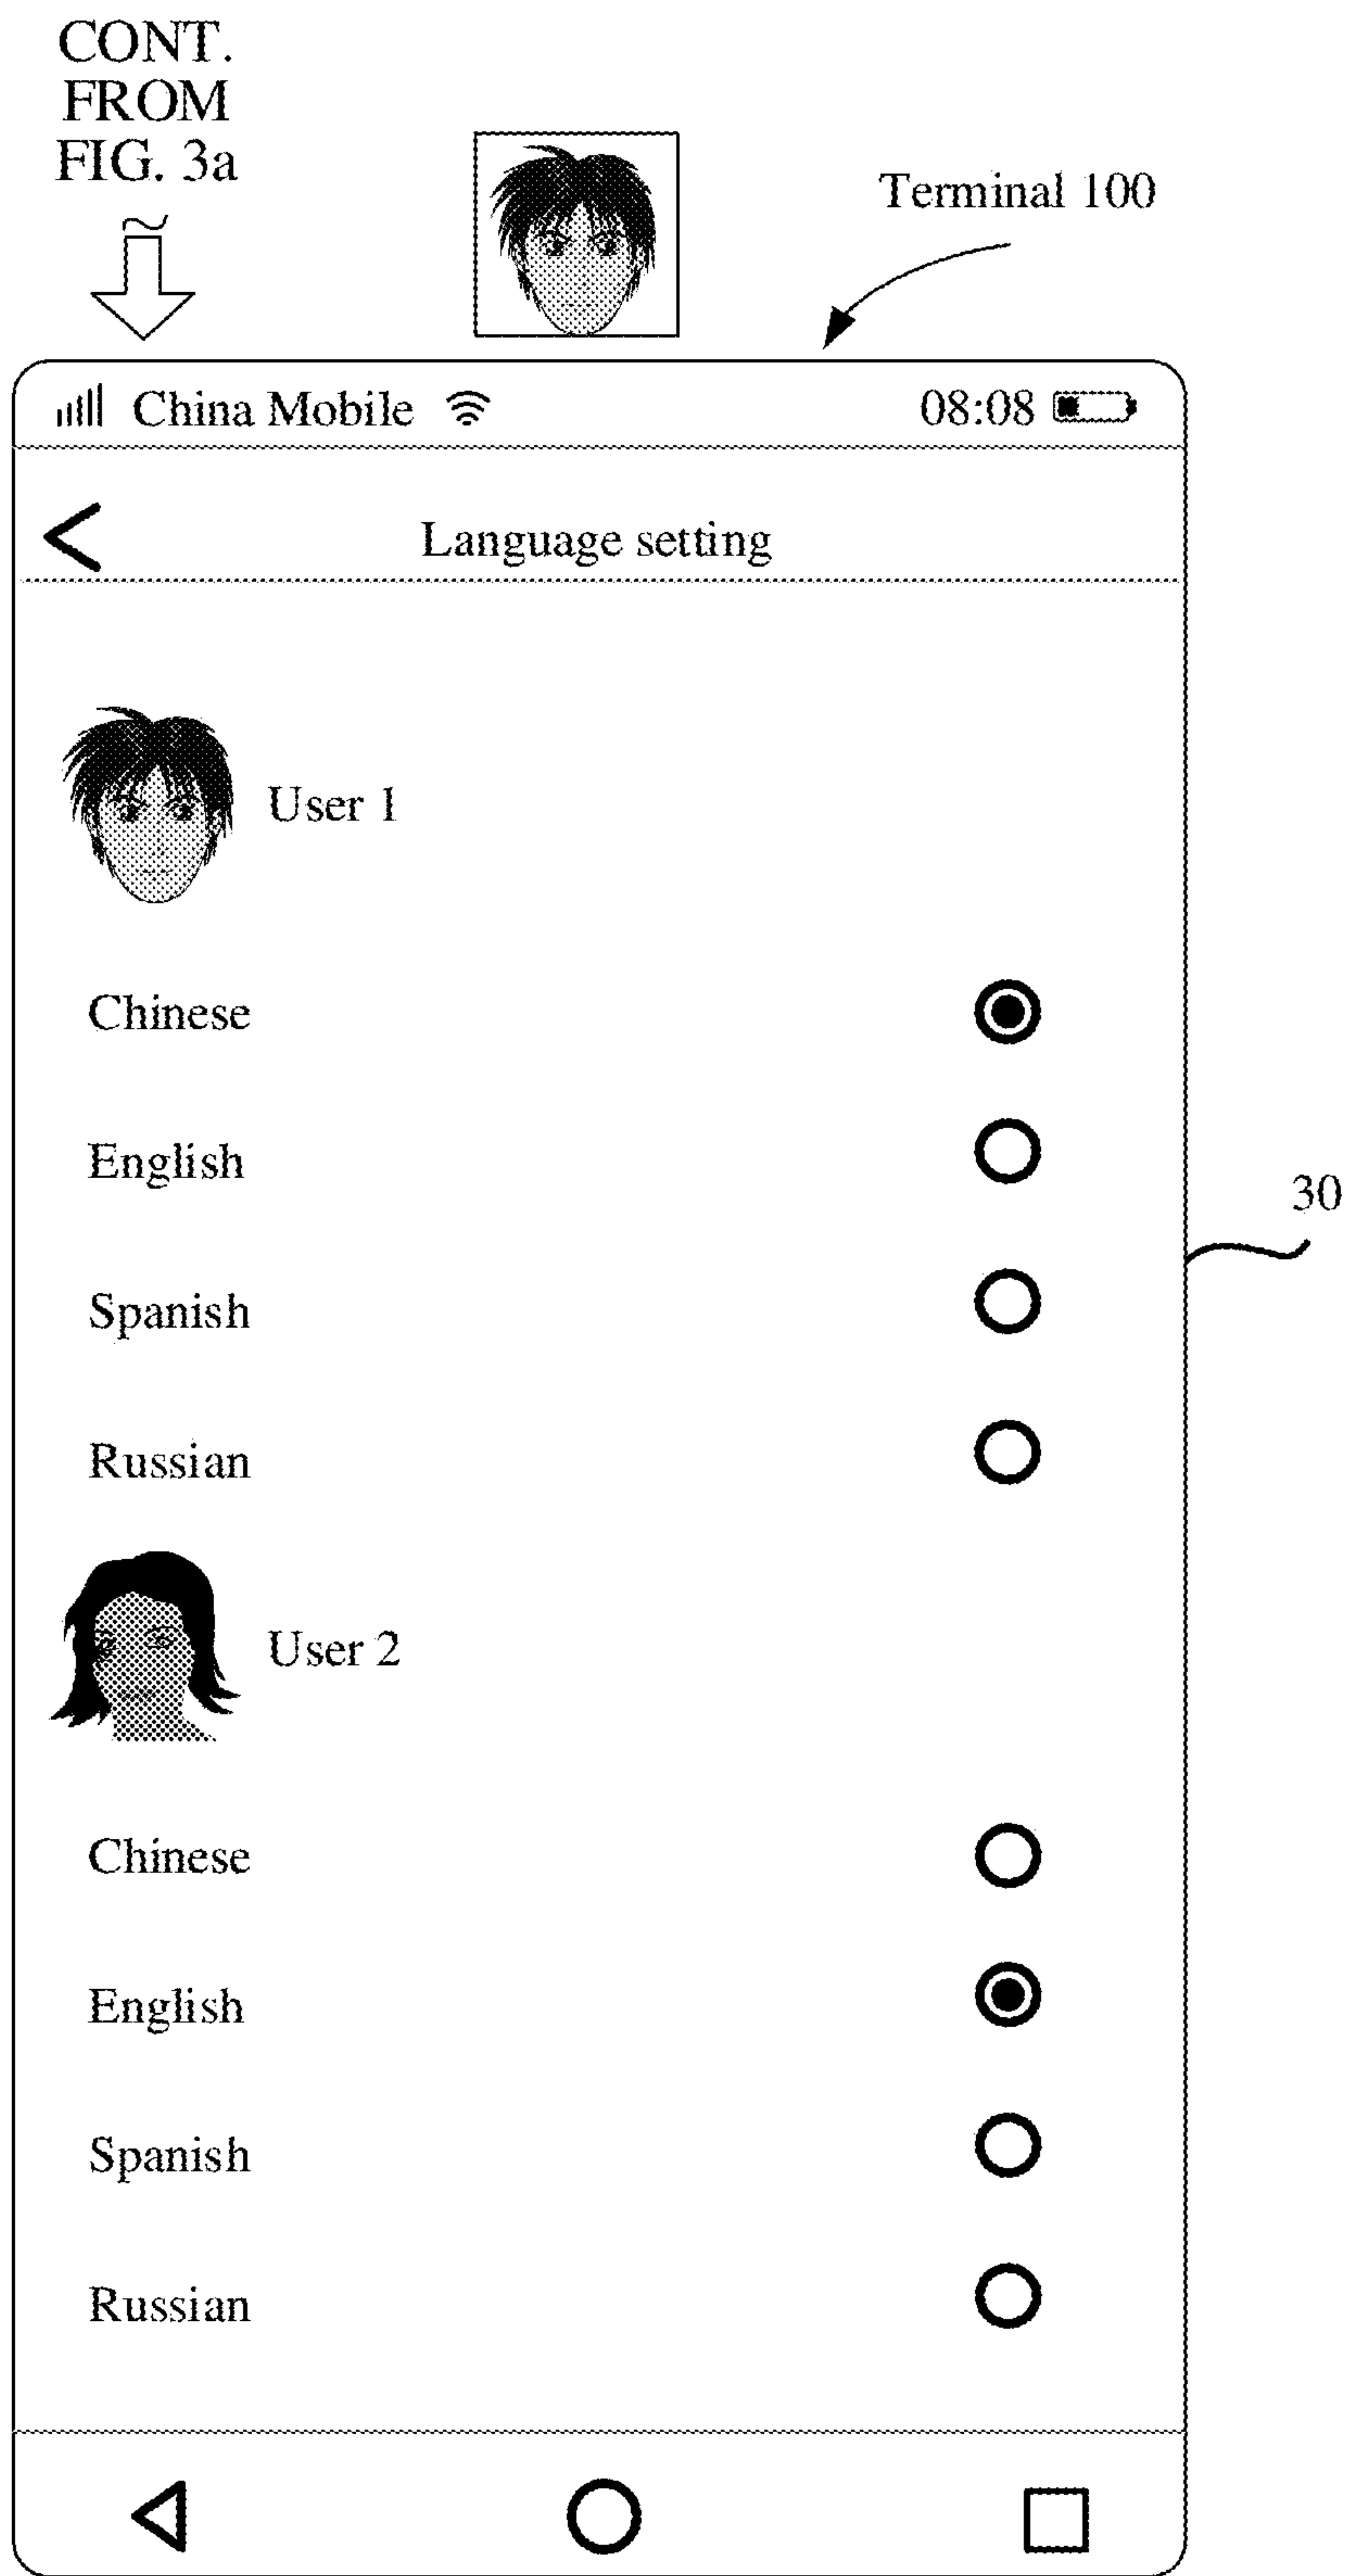 CONT.
FROM
FIG. 3a
Terminal 100
China Mobile 08:08
Language setting
User 1
Chinese
English
Spanish
Russian
30
User 2
Chinese
English
Spanish
Russian